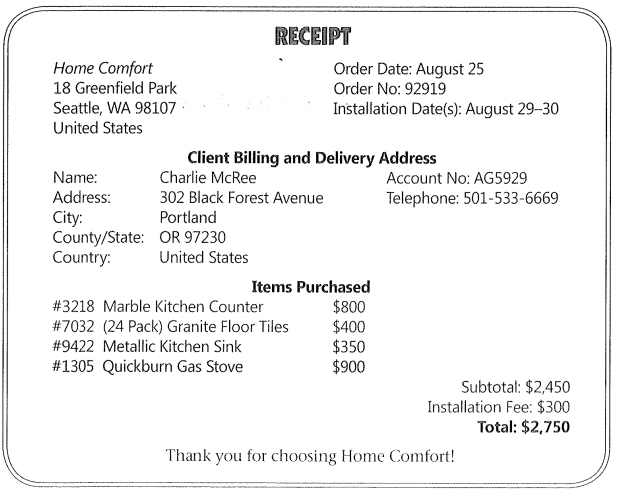 RECEIPT
Home Comfort
18 Greenfield Park
Seattle, WA 98107
United States
Order Date: August 25
Order No: 92919
Installation Date(s): August 29–30
Client Billing and Delivery Address
Name: Charlie McRee
Account No: AG5929
Address: 302 Black Forest Avenue
Telephone: 501-533-6669
City: Portland
County/State: OR 97230
Country: United States
Items Purchased
#3218 Marble Kitchen Counter $800
#7032 (24 Pack) Granite Floor Tiles $400
#9422 Metallic Kitchen Sink $350
#1305 Quickburn Gas Stove $900
Subtotal: $2,450
Installation Fee: $300
Total: $2,750
Thank you for choosing Home Comfort!